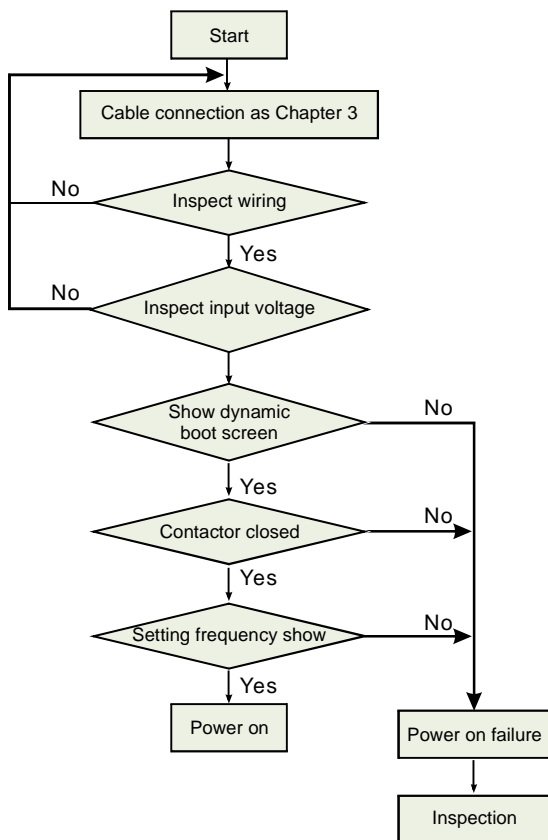 Start
Cable connection as Chapter 3
No
Inspect wiring
Yes
No
Inspect input voltage
Show dynamic
boot screen
No
Yes
Contactor closed
No
Yes
Setting frequency show
No
Yes
Power on
Power on failure
Inspection